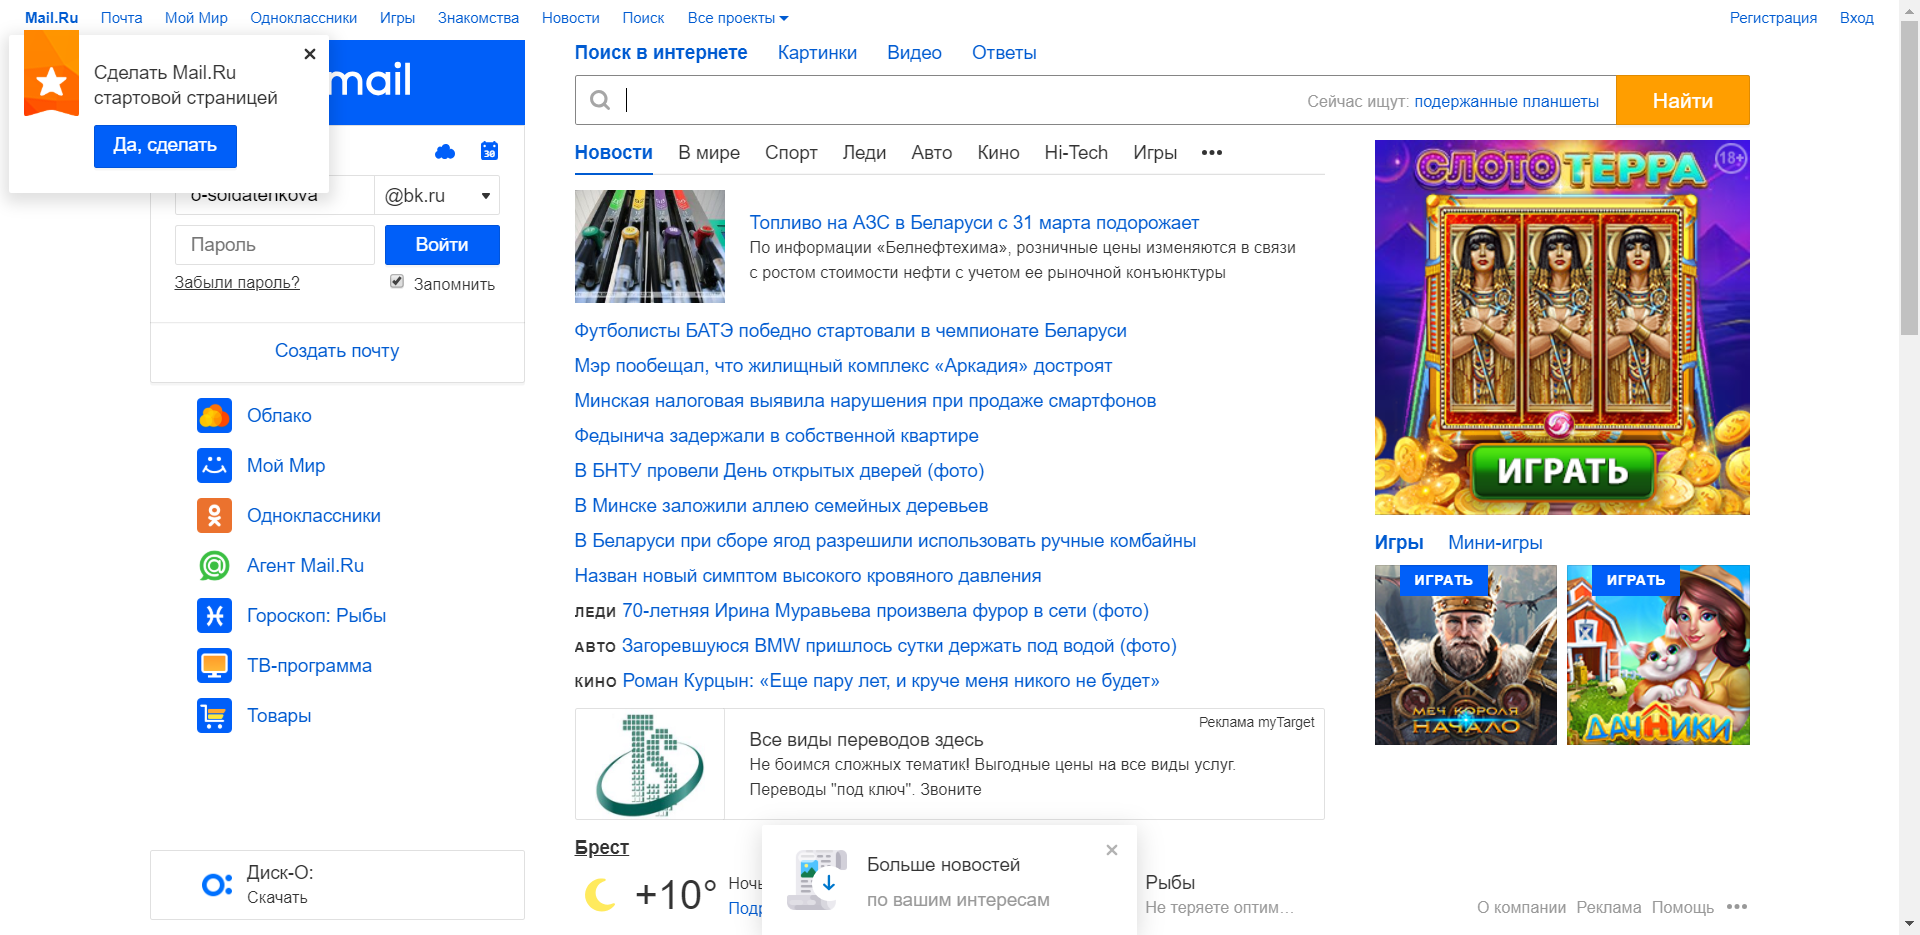 Mail.Ru Почта Мой Мир Одноклассники Игры Знакомства Новости Поиск Все проекты Регистрация Вход
Сделать Mail.Ru
стартовой страницей
Да, сделать
mail
30
o-soldatenkova @bk.ru
Пароль Войти
Забыли пароль? Запомнить
Создать почту
Облако
Мой Мир
Одноклассники
Агент Mail.Ru
Гороскоп: Рыбы
ТВ-программа
Товары
Диск-О:
Скачать
Поиск в интернете Картинки Видео Ответы
Сейчас ищут: подержанные планшеты Найти
Новости В мире Спорт Леди Авто Кино Hi-Tech Игры
Топливо на АЗС в Беларуси с 31 марта подорожает
По информации «Белнефтехима», розничные цены изменяются в связи
с ростом стоимости нефти с учетом ее рыночной конъюнктуры
Футболисты БАТЭ победно стартовали в чемпионате Беларуси
Мэр пообещал, что жилищный комплекс «Аркадия» достроят
Минская налоговая выявила нарушения при продаже смартфонов
Федынича задержали в собственной квартире
В БНТУ провели День открытых дверей (фото)
В Минске заложили аллею семейных деревьев
В Беларуси при сборе ягод разрешили использовать ручные комбайны
Назван новый симптом высокого кровяного давления
ЛЕДИ 70-летняя Ирина Муравьева произвела фурор в сети (фото)
АВТО Загоревшуюся BMW пришлось сутки держать под водой (фото)
КИНО Роман Курцын: «Еще пару лет, и круче меня никого не будет»
Реклама myTarget
Все виды переводов здесь
Не боимся сложных тематик! Выгодные цены на все виды услуг.
Переводы "под ключ". Звоните
Брест
+10° Ночь
Подр
Больше новостей
по вашим интересам
Рыбы
Не теряете оптим...
СЛОТОТЕРРА 18+
ИГРАТЬ
Игры Мини-игры
ИГРАТЬ ИГРАТЬ
МЕЧ КОРОЛЯ
НАЧАЛО
ДАЧНИКИ
О компании Реклама Помощь